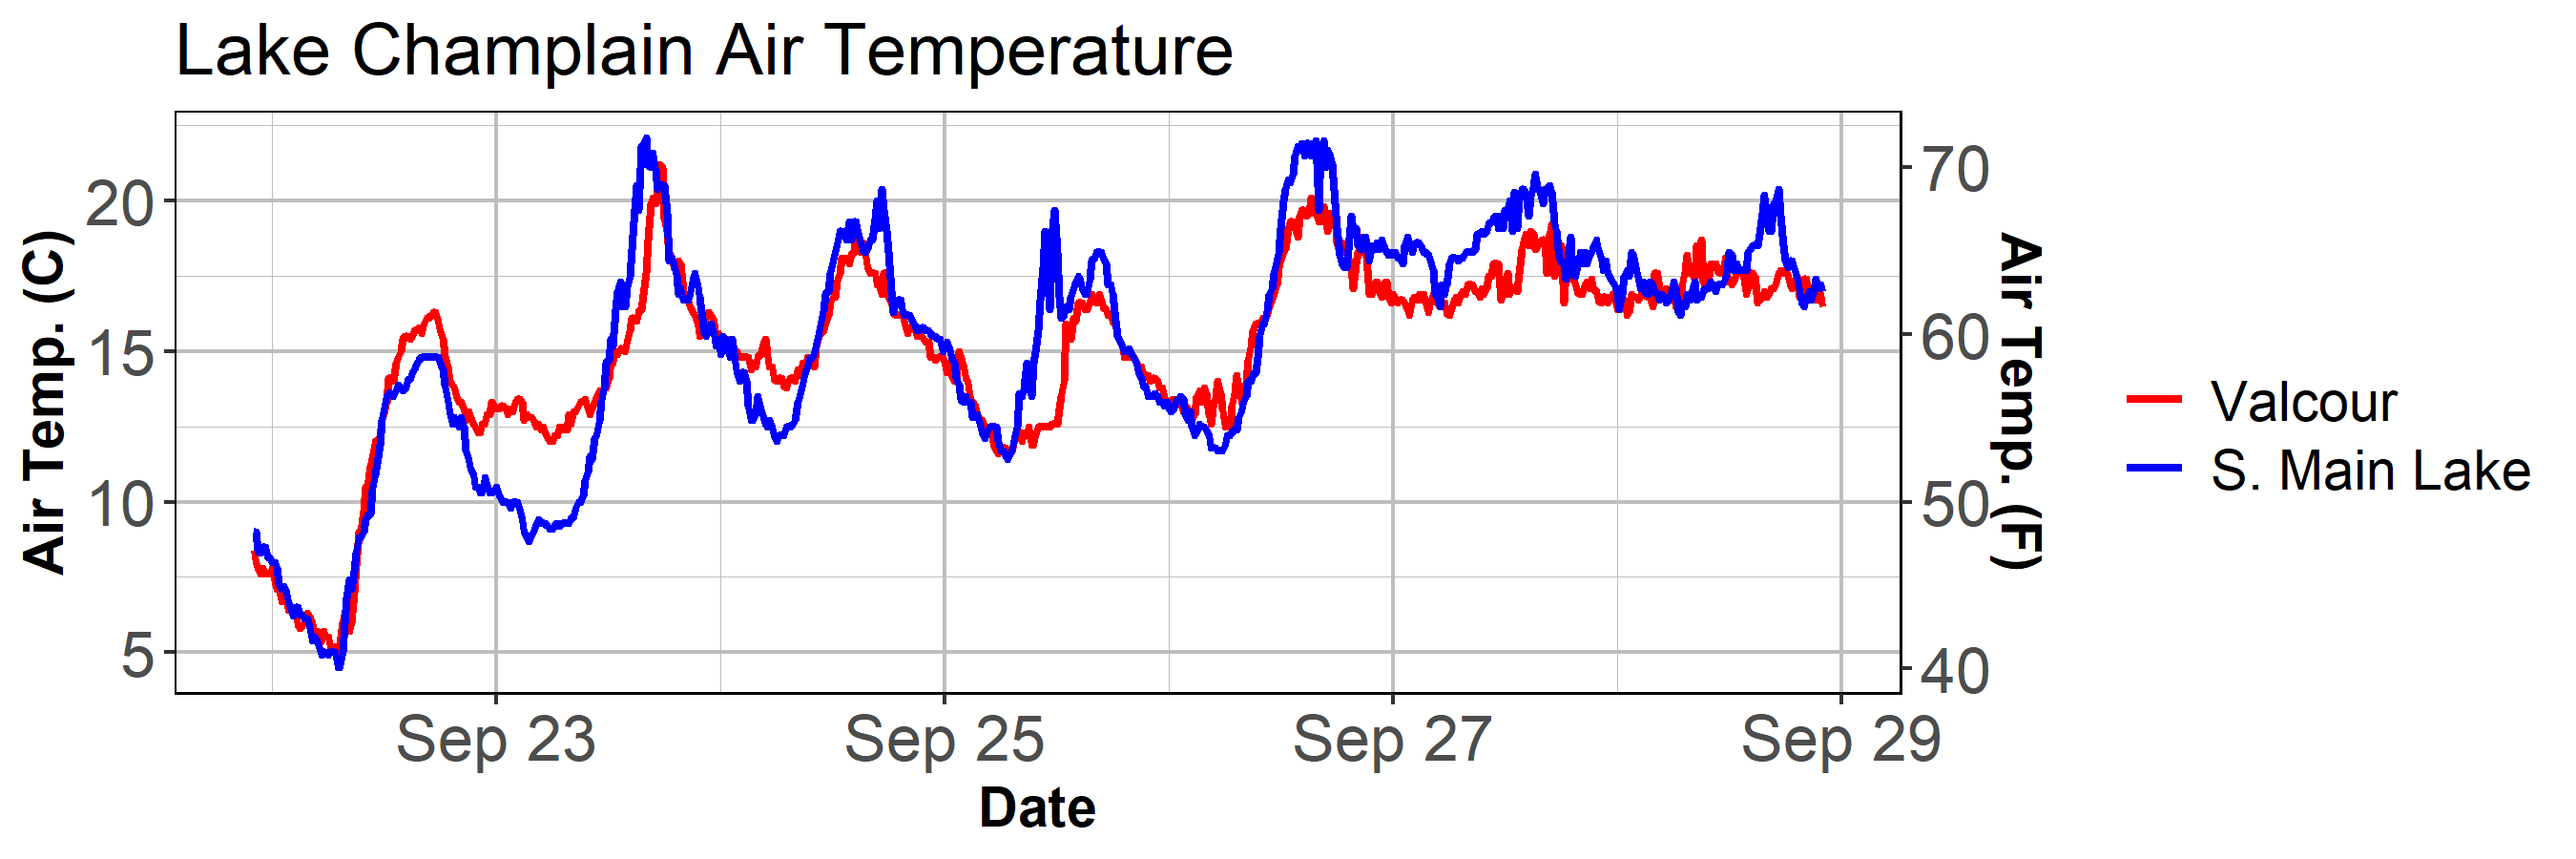 Lake Champlain Air Temperature
Air Temp. (C)
20
15
10
5
70
60
50
40
Air Temp. (F)
Sep 23
Sep 25
Sep 27
Sep 29
Date
Valcour
S. Main Lake